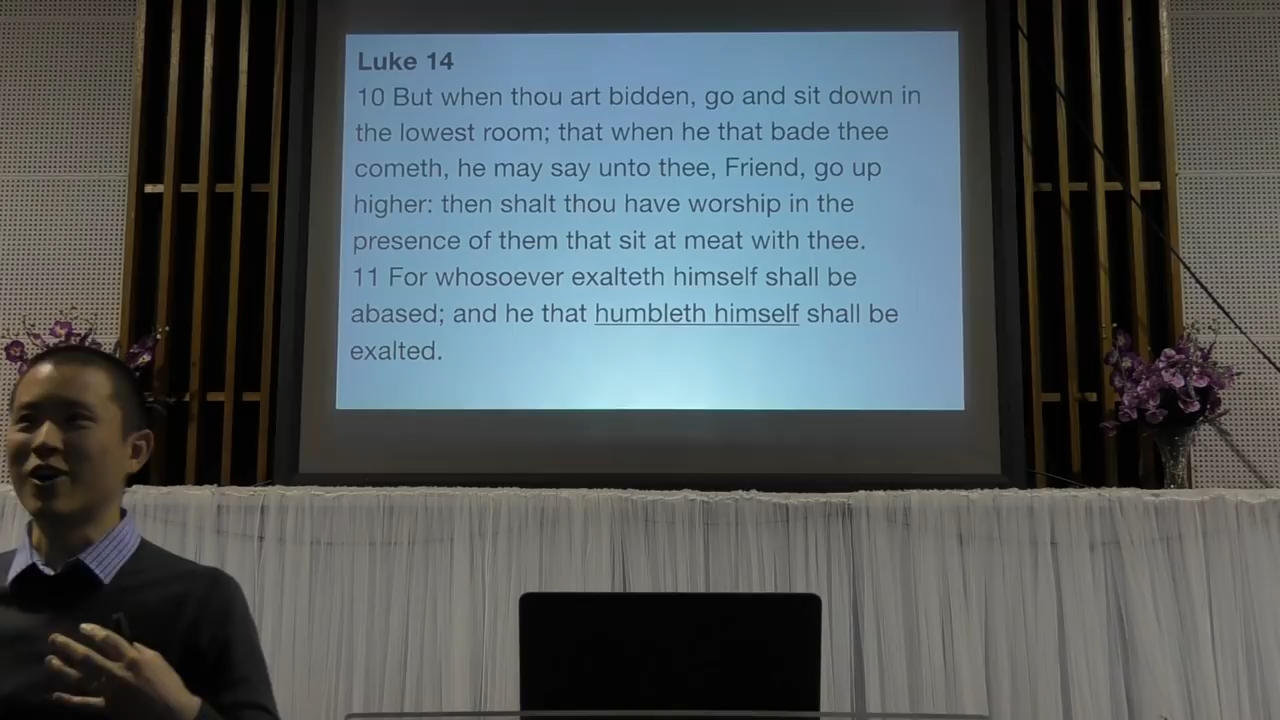 Luke 14
10 But when thou art bidden, go and sit down in
the lowest room; that when he that bade thee
cometh, he may say unto thee, Friend, go up
higher: then shalt thou have worship in the
presence of them that sit at meat with thee.
11 For whosoever exalteth himself shall be
abased; and he that humbleth himself shall be
exalted.